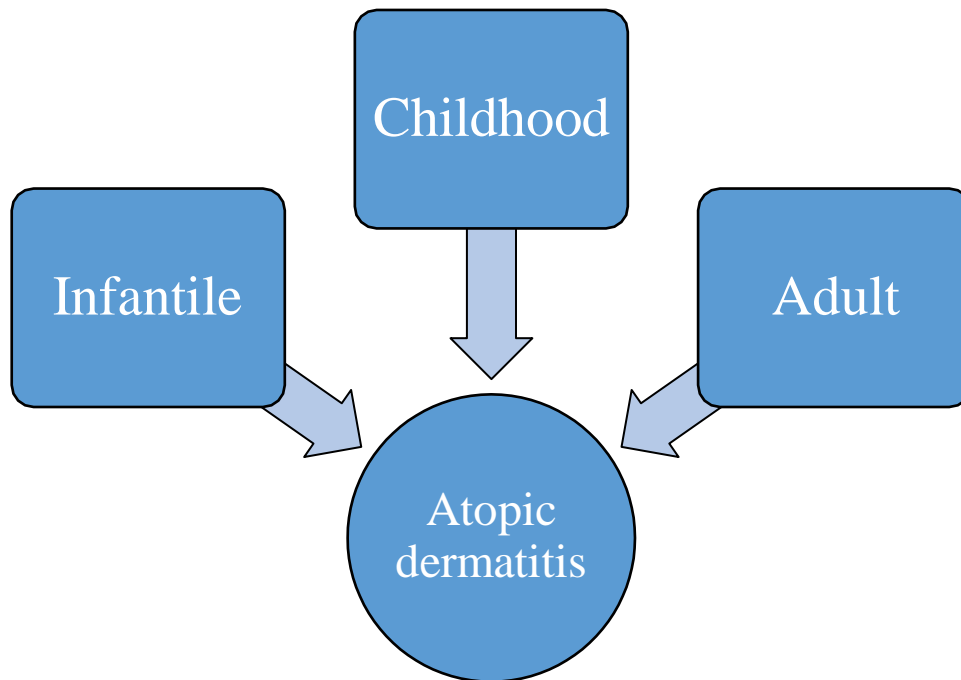 Childhood
Infantile
Adult
Atopic
dermatitis